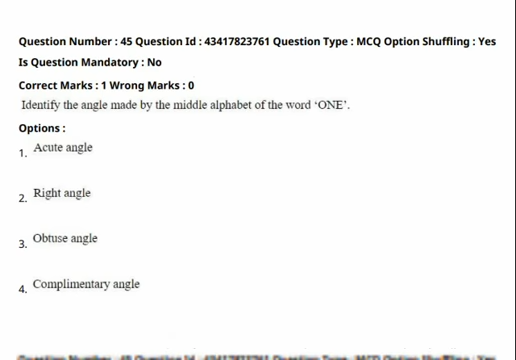 Question Number : 45 Question Id : 43417823761 Question Type : MCQ Option Shuffling : Yes
Is Question Mandatory : No
Correct Marks : 1 Wrong Marks : 0
Identify the angle made by the middle alphabet of the word ‘ONE’.
Options :
1. Acute angle
2. Right angle
3. Obtuse angle
4. Complimentary angle